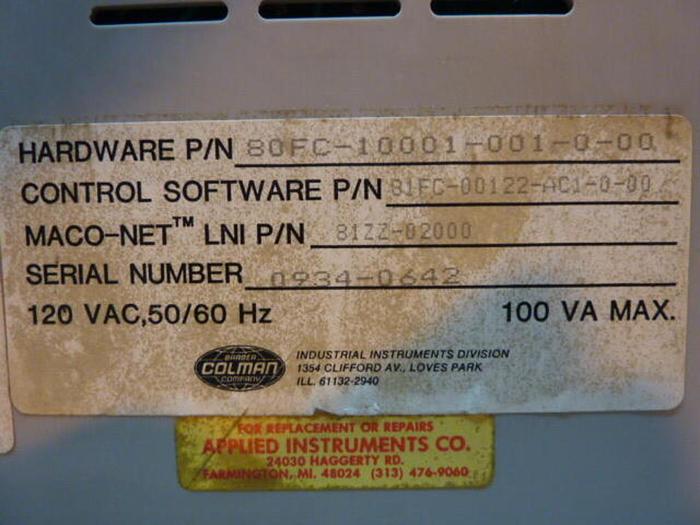 HARDWARE P/N 80FC-10001-001-0-00
CONTROL SOFTWARE P/N 81FC-00122-AC1-0-00
MACO-NET™ LNI P/N 81ZZ-02000
SERIAL NUMBER 0934-0642
120 VAC,50/60 Hz 100 VA MAX.
BARBER
COLMAN
COMPANY
INDUSTRIAL INSTRUMENTS DIVISION
1354 CLIFFORD AV., LOVES PARK
ILL. 61132-2940
FOR REPLACEMENT OR REPAIRS
APPLIED INSTRUMENTS CO.
24030 HAGGERTY RD.
FARMINGTON, MI. 48024 (313) 476-9060